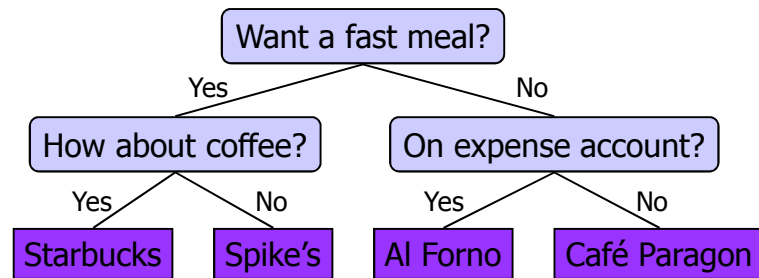 Want a fast meal?
Yes
No
How about coffee?
On expense account?
Yes
No
Yes
No
Starbucks
Spike’s
Al Forno
Café Paragon